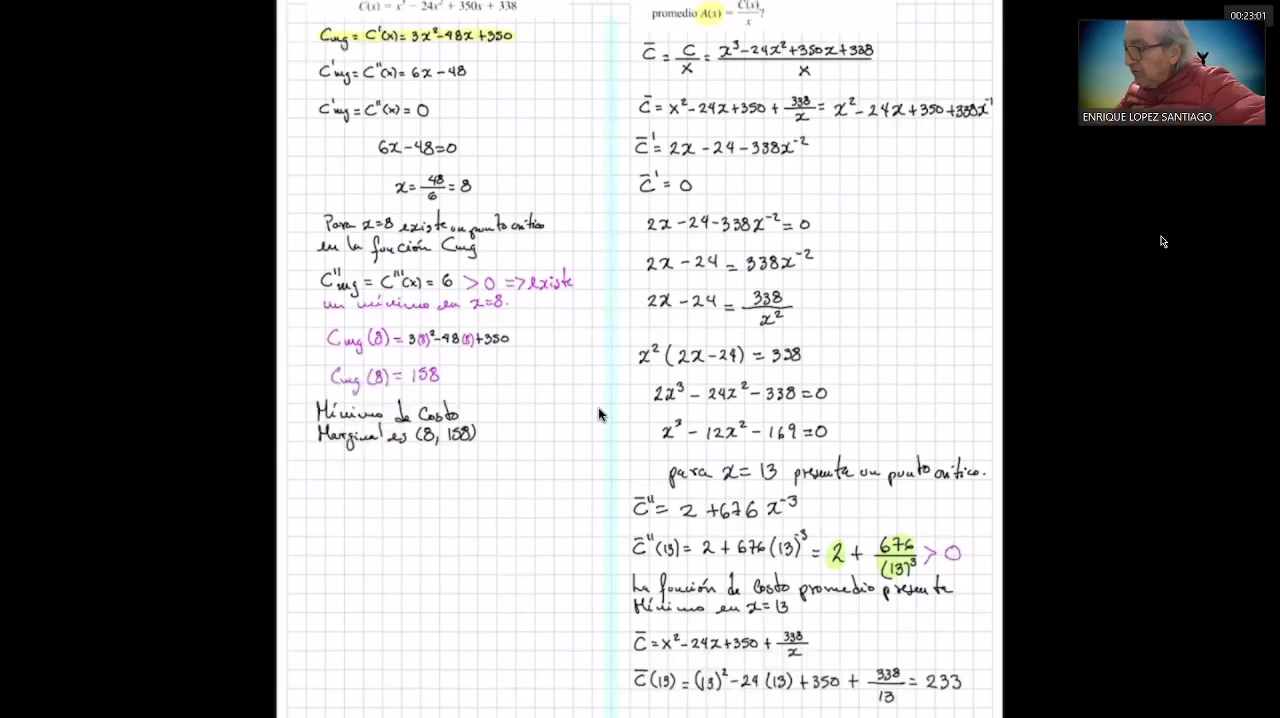 C(x) = x³ − 24x² + 350x + 338
Cmg = C'(x) = 3x²-48x+350
C'mg = C''(x) = 6x-48
C'mg = C''(x) = 0
6x-48=0
x = 48/6 = 8
Para x=8 existe un punto crítico
en la función Cmg
C''mg = C'''(x) = 6 >0 => existe
un mínimo en x=8.
Cmg(8) = 3(8)²-48(8)+350
Cmg(8) = 158
Mínimo de Costo
Marginal es (8, 158)
promedio A(x) = C(x)/x?
C̄ = C/x = x³-24x²+350x+338/x
C̄ = x²-24x+350+338/x = x²-24x+350+338x⁻¹
C̄' = 2x-24-338x⁻²
C̄' = 0
2x-24-338x⁻² = 0
2x-24 = 338x⁻²
2x-24 = 338/x²
x²(2x-24) = 338
2x³ - 24x² - 338 = 0
x³ - 12x² - 169 = 0
para x=13 presenta un punto crítico.
C̄'' = 2 + 676x⁻³
C̄''(13) = 2 + 676(13)⁻³ = 2 + 676/(13)³ > 0
La función de Costo promedio presenta
Mínimo en x=13
C̄ = x²-24x+350+338/x
C̄(13) = (13)²-24(13)+350+338/13 = 233
00:23:01
ENRIQUE LOPEZ SANTIAGO